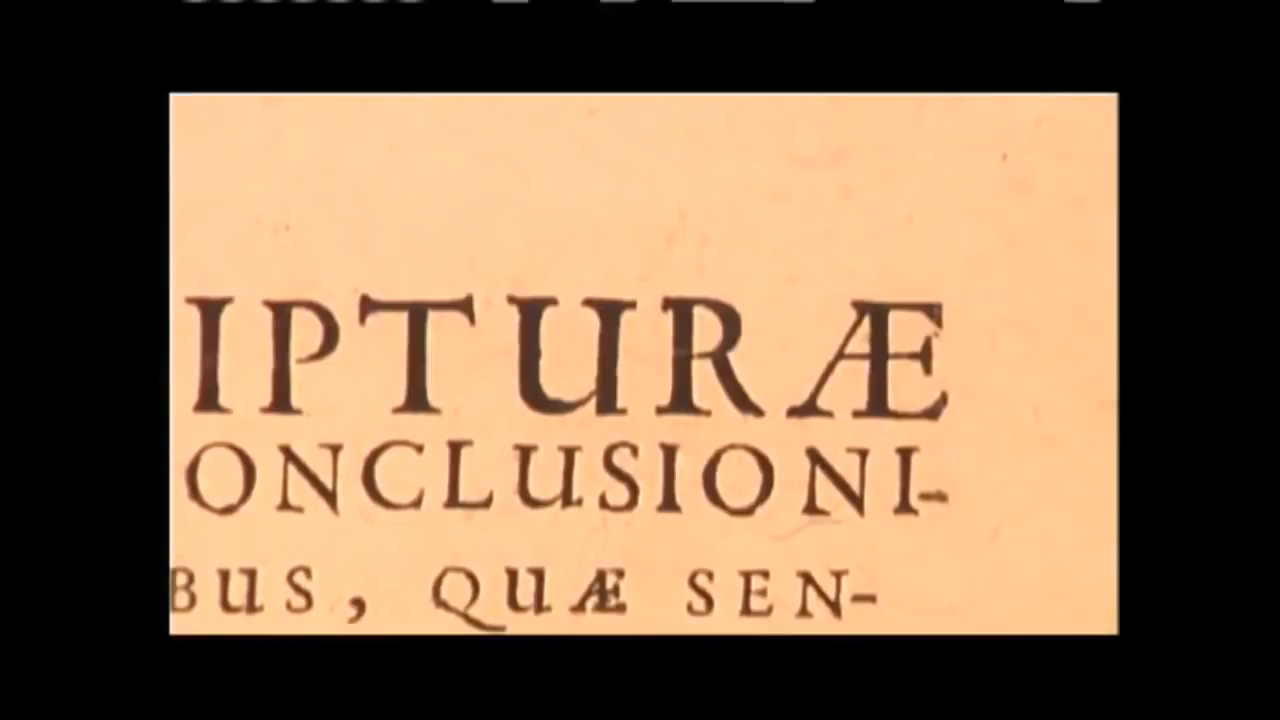 IPTURÆ
ONCLUSIONI-
BUS, QUÆ SEN-